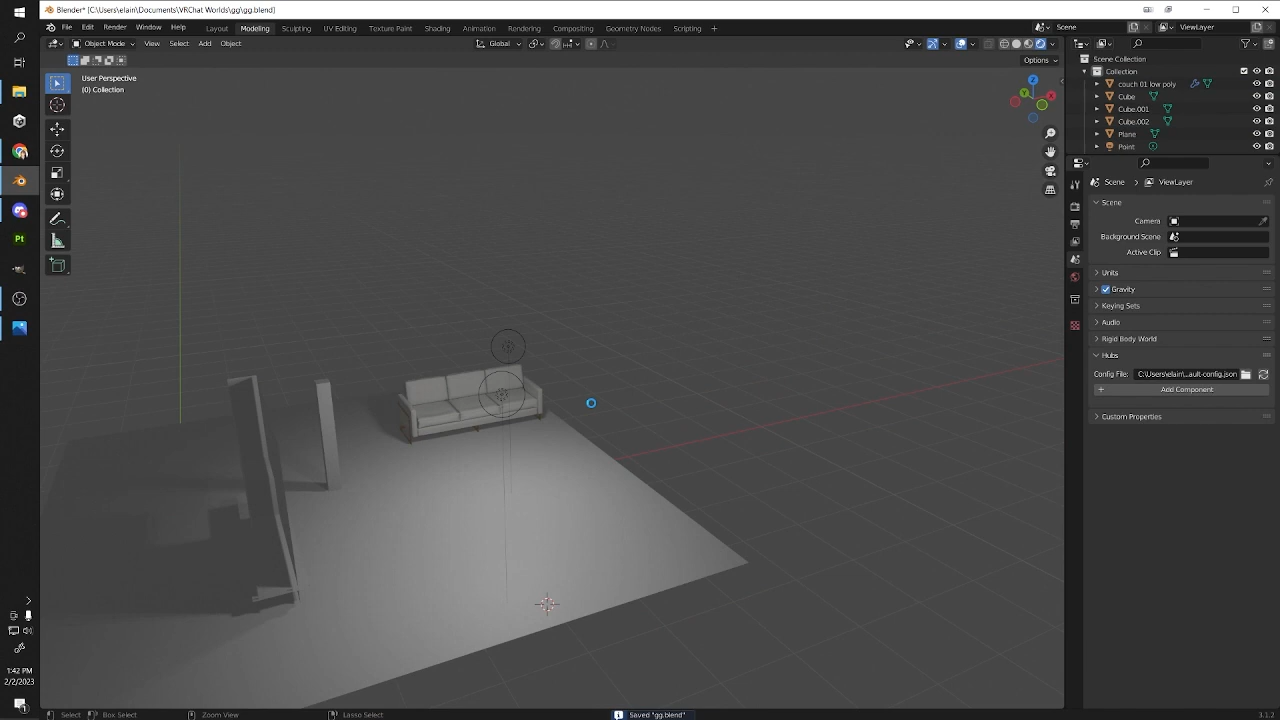 Blender* [C:\Users\elain\Documents\VRChat Worlds\gg\gg.blend]
File Edit Render Window Help
Layout Modeling Sculpting UV Editing Texture Paint Shading Animation Rendering Compositing Geometry Nodes Scripting +
Scene
ViewLayer
Object Mode View Select Add Object
Global
Options
User Perspective
(0) Collection
Z
Y
X
Scene Collection
Collection
couch 01 low poly
Cube
Cube.001
Cube.002
Plane
Point
Scene > ViewLayer
Scene
Camera
Background Scene
Active Clip
Units
Gravity
Keying Sets
Audio
Rigid Body World
Hubs
Config File: C:\Users\elain\...ault-config.json
+ Add Component
Custom Properties
Pt
1:42 PM
2/2/2023
Select Box Select Zoom View Lasso Select Saved "gg.blend" 3.1.2